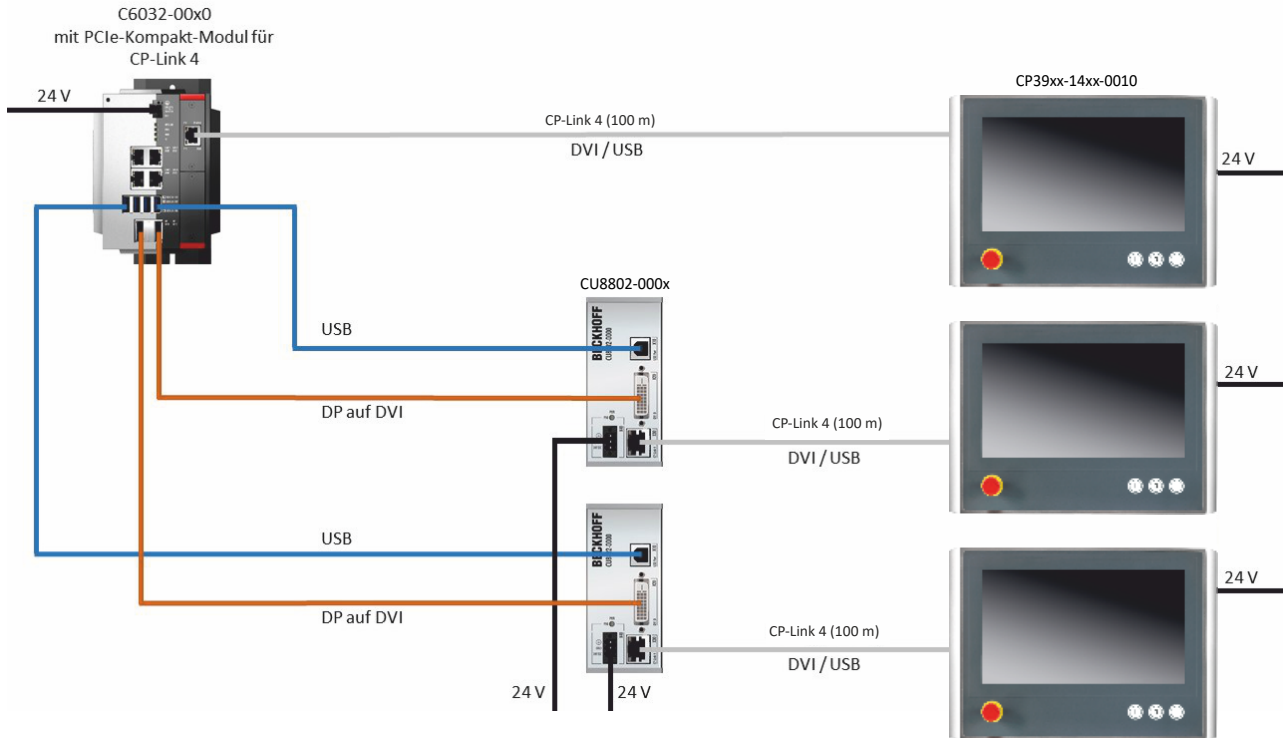 C6032-00x0
mit PCIe-Kompakt-Modul für
CP-Link 4
24 V
CP39xx-14xx-0010
CP-Link 4 (100 m)
DVI / USB
24 V
CU8802-000x
BECKHOFF
USB
DP auf DVI
24 V
CP-Link 4 (100 m)
DVI / USB
BECKHOFF
USB
DP auf DVI
24 V
CP-Link 4 (100 m)
DVI / USB
24 V
24 V